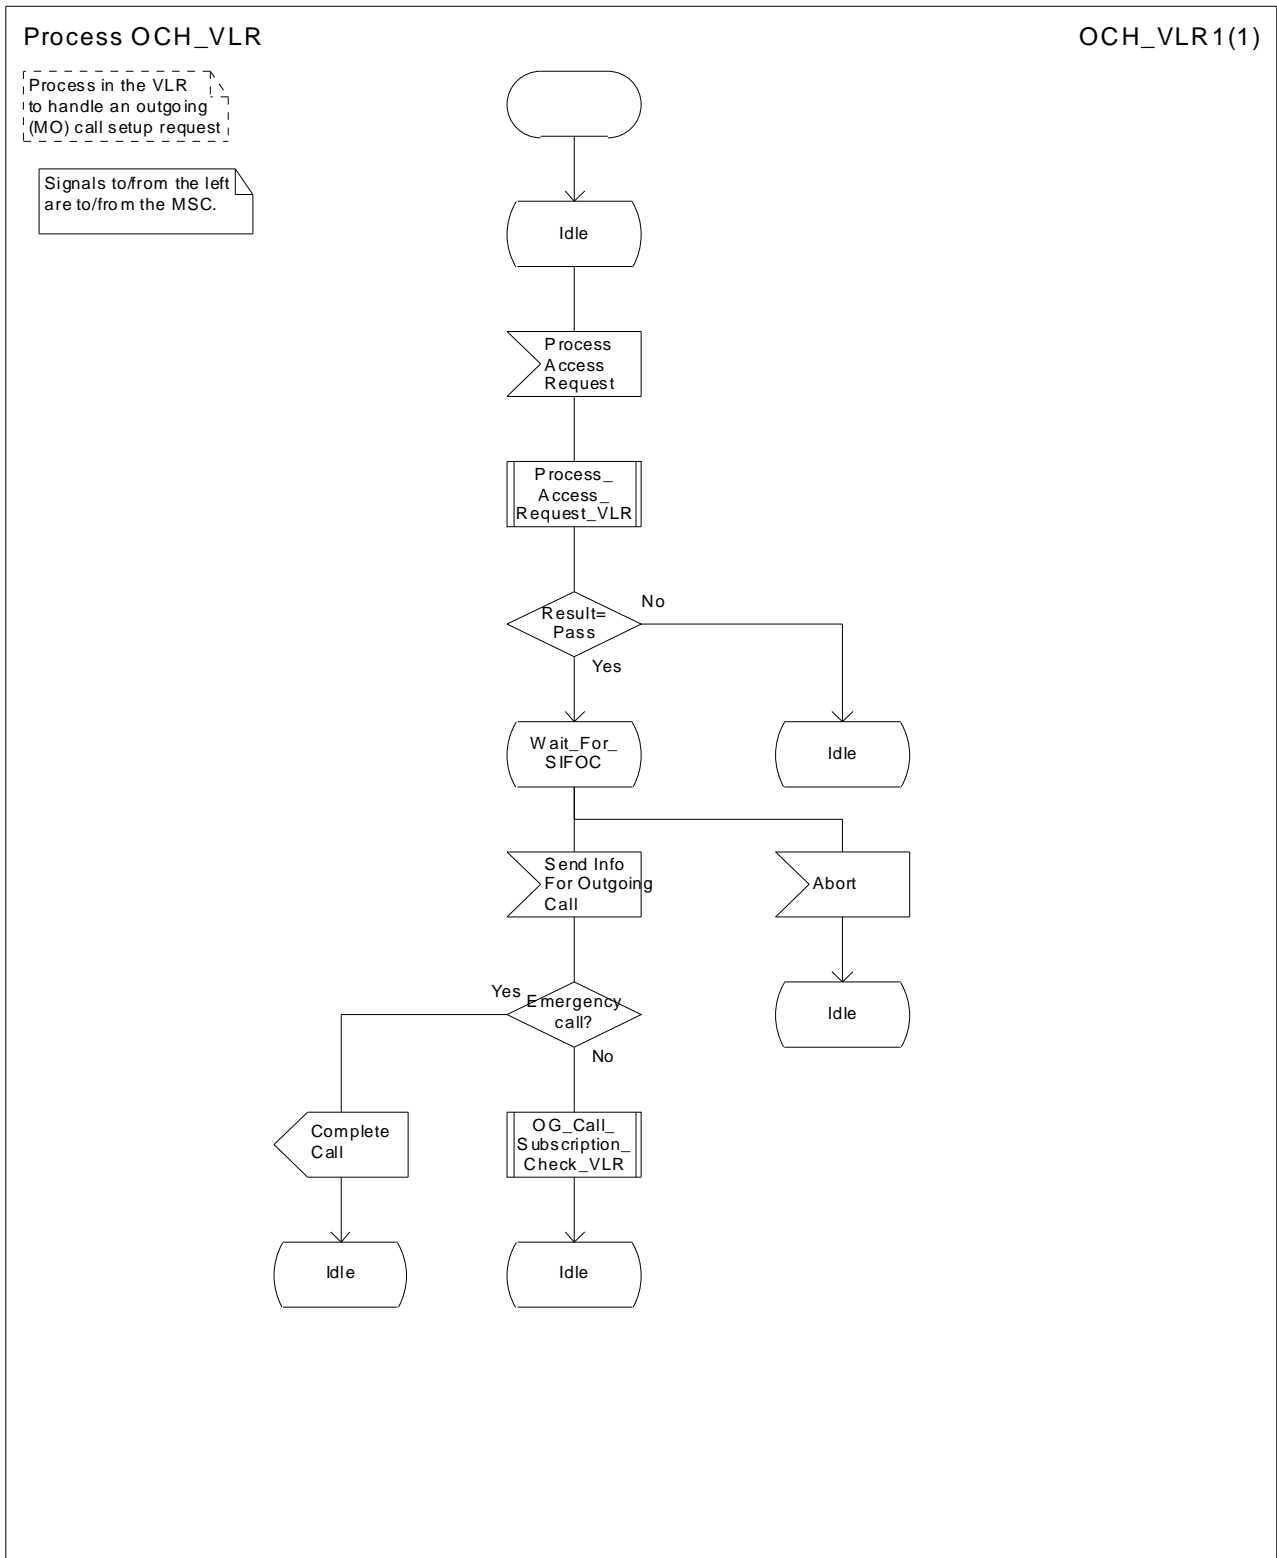 Process OCH_VLR
OCH_VLR1(1)
Process in the VLR
to handle an outgoing
(MO) call setup request
Signals to/from the left
are to/from the MSC.
Idle
Process
Access
Request
Process_
Access_
Request_VLR
Result=
Pass
No
Yes
Wait_For_
SIFOC
Idle
Send Info
For Outgoing
Call
Abort
Yes
Emergency
call?
No
Idle
Complete
Call
OG_Call_
Subscription_
Check_VLR
Idle
Idle